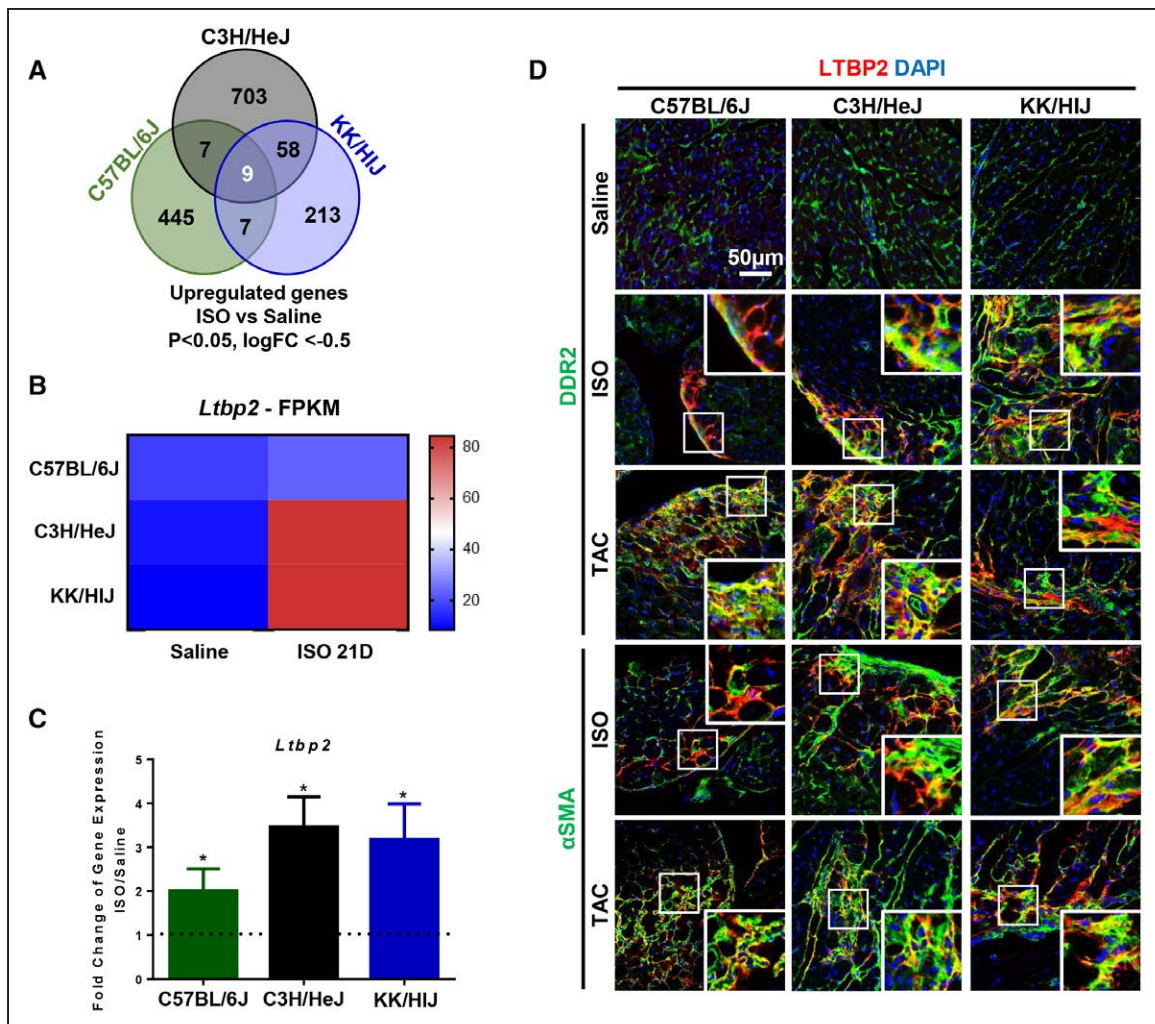 A
C3H/HeJ
703
C57BL/6J
KK/HIJ
7
58
9
445
7
213
Upregulated genes
ISO vs Saline
P<0.05, logFC <-0.5
B
Ltbp2 - FPKM
C57BL/6J
C3H/HeJ
KK/HIJ
Saline
ISO 21D
80
60
40
20
C
Ltbp2
Fold Change of Gene Expression
ISO/Saline
5
4
3
2
1
0
*
*
*
C57BL/6J
C3H/HeJ
KK/HIJ
D
LTBP2 DAPI
C57BL/6J
C3H/HeJ
KK/HIJ
Saline
50µm
DDR2
ISO
TAC
αSMA
ISO
TAC